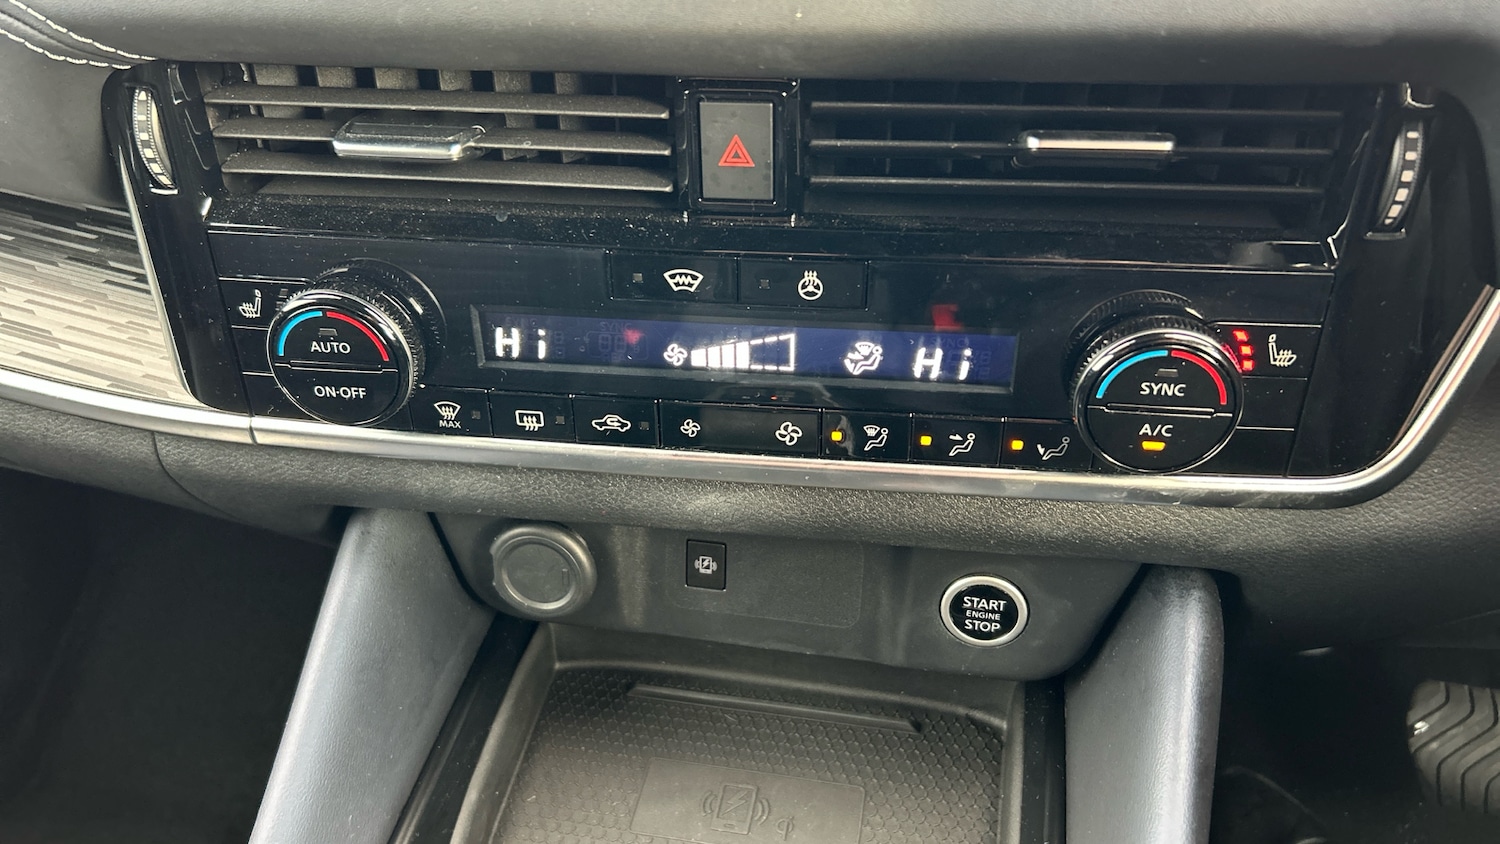 Hi
Hi
AUTO
ON·OFF
MAX
SYNC
A/C
START
ENGINE
STOP